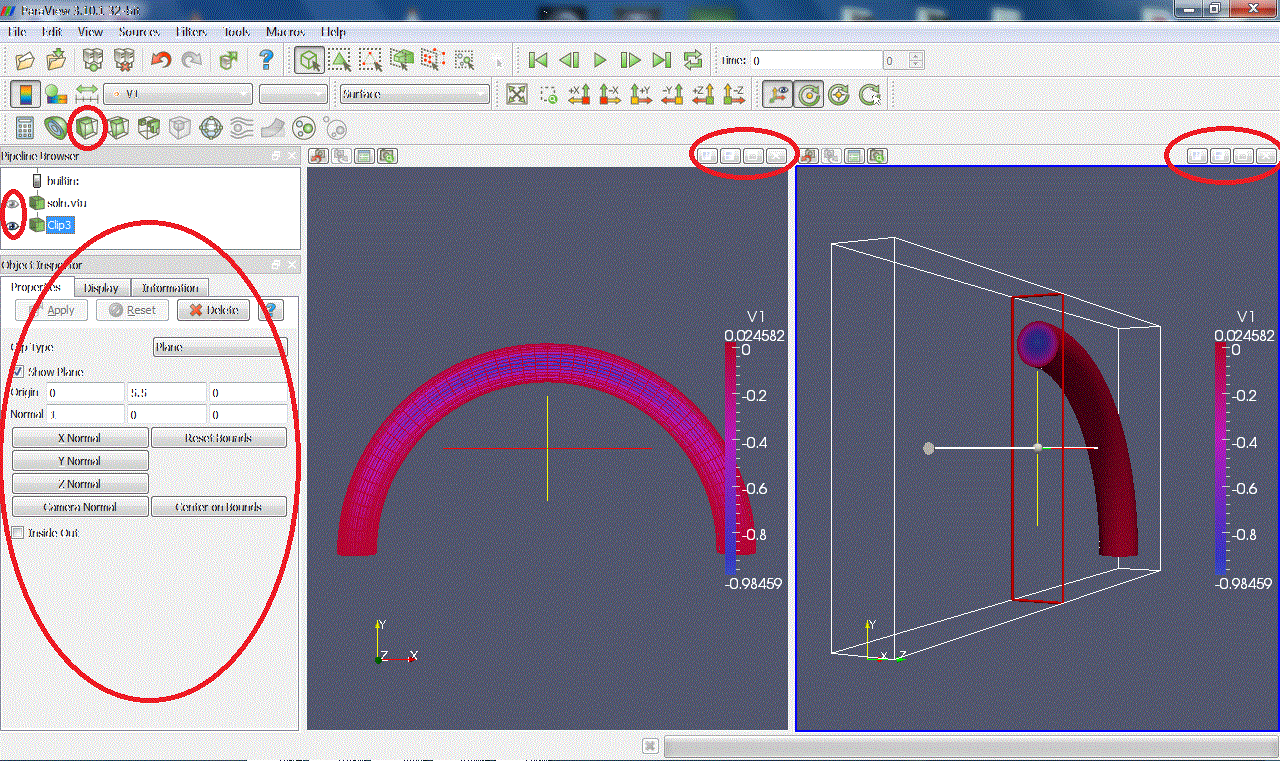 ParaView 3.10.1 32-bit
File Edit View Sources Filters Tools Macros Help
Time: 0 0
V1 Surface +X -X +Y -Y +Z -Z
Pipeline Browser
builtin:
soln.vtu
Clip3
Object Inspector
Properties Display Information
Apply Reset Delete ?
Clip Type Plane
Show Plane
Origin 0 5.5 0
Normal 1 0 0
X Normal Reset Bounds
Y Normal
Z Normal
Camera Normal Center on Bounds
Inside Out
V1
0.024582
0
-0.2
-0.4
-0.6
-0.8
-0.98459
Y
Z X
V1
0.024582
0
-0.2
-0.4
-0.6
-0.8
-0.98459
Y
X Z